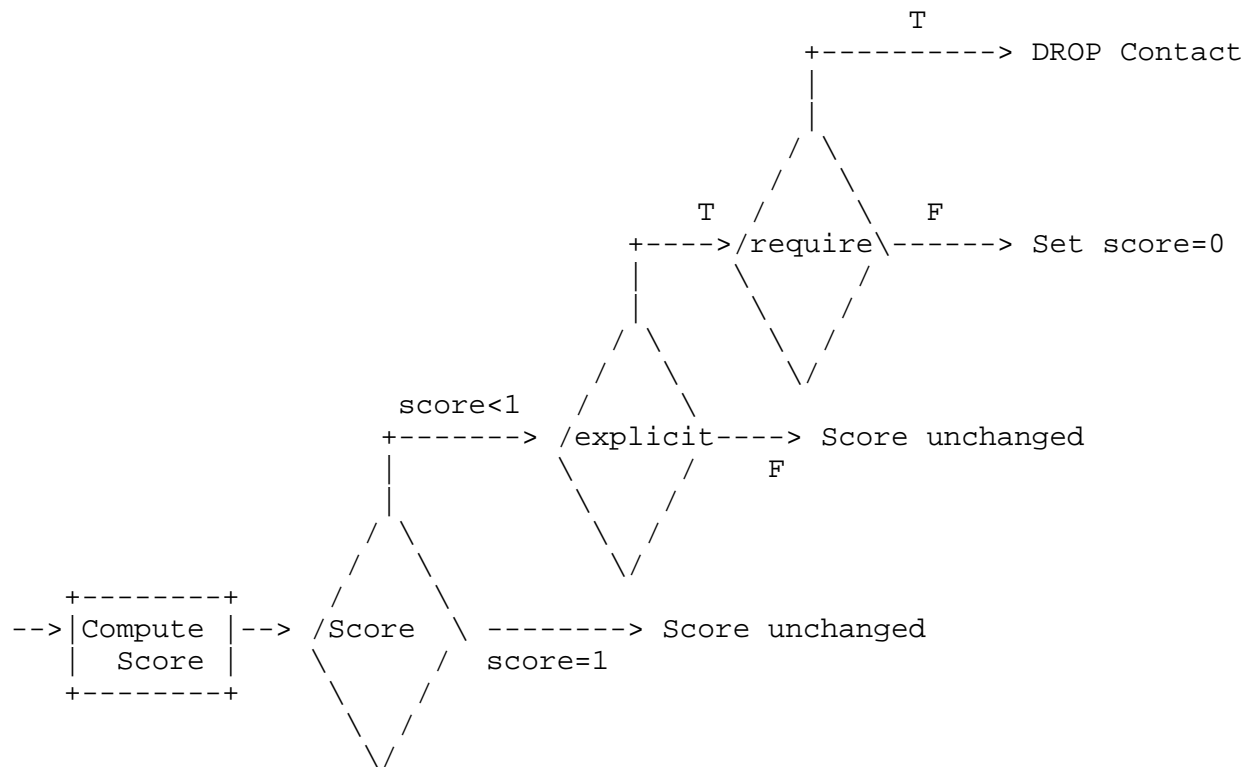 T
DROP Contact
T F
require Set score=0
score<1
explicit Score unchanged
F
Compute Score Score unchanged
Score score=1